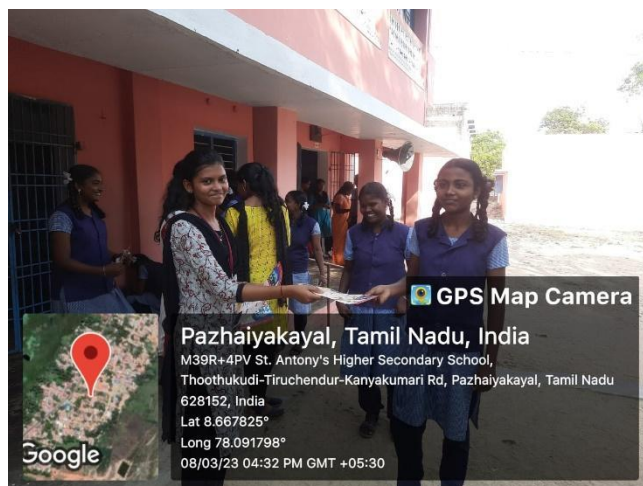 GPS Map Camera
Pazhaiyakayal, Tamil Nadu, India
M39R+4PV St. Antony's Higher Secondary School,
Thoothukudi-Tiruchendur-Kanyakumari Rd, Pazhaiyakayal, Tamil Nadu
628152, India
Lat 8.667825°
Long 78.091798°
08/03/23 04:32 PM GMT +05:30
Google